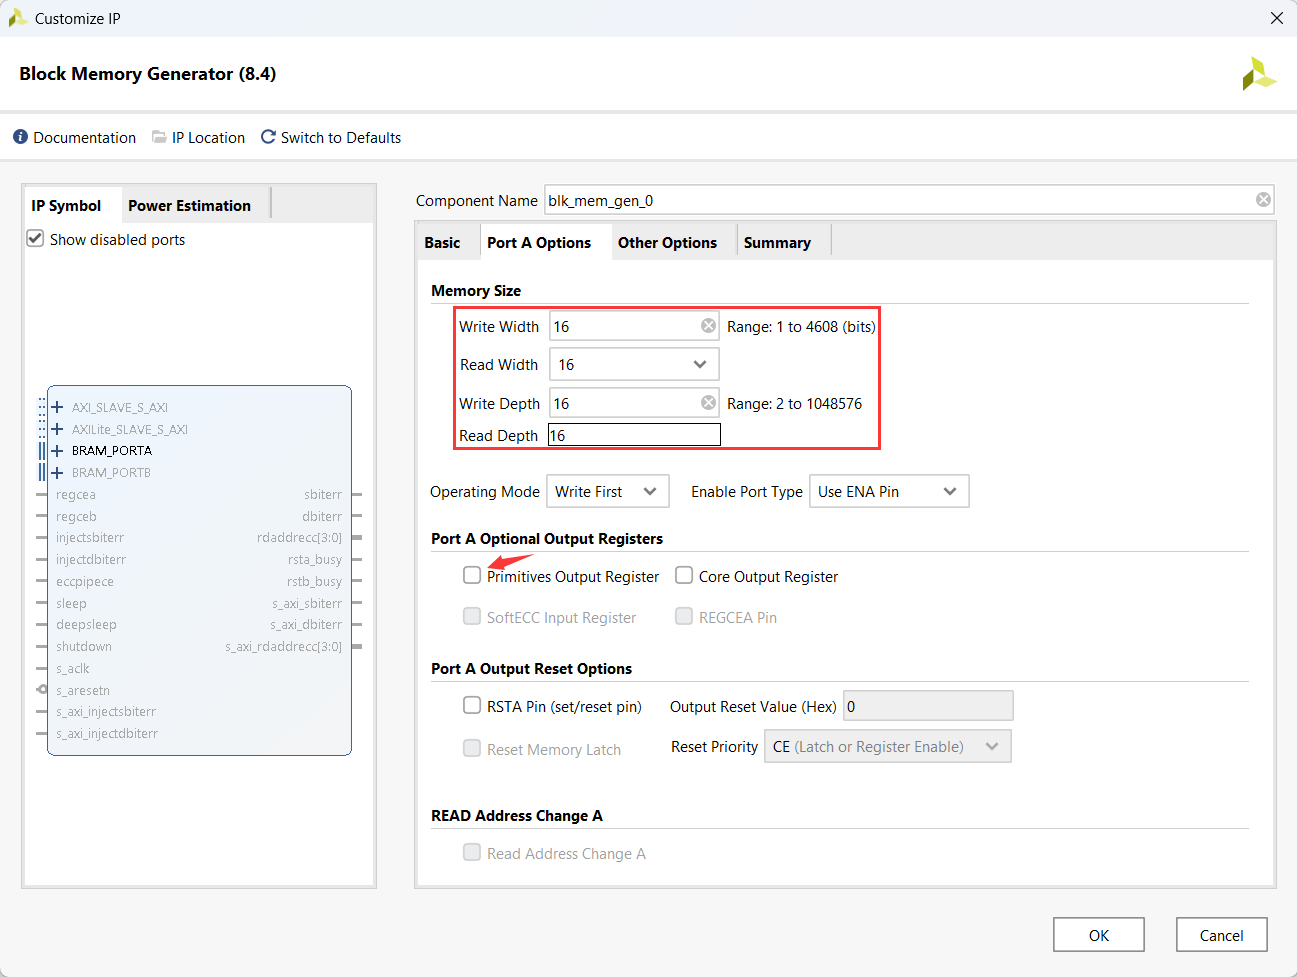 Customize IP
Block Memory Generator (8.4)
Documentation IP Location Switch to Defaults
IP Symbol Power Estimation
Show disabled ports
AXI_SLAVE_S_AXI
AXILite_SLAVE_S_AXI
BRAM_PORTA
BRAM_PORTB
regcea sbiterr
regceb dbiterr
injectsbiterr rdaddrecc[3:0]
injectdbiterr rsta_busy
eccpipece rstb_busy
sleep s_axi_sbiterr
deepsleep s_axi_dbiterr
shutdown s_axi_rdaddrecc[3:0]
s_aclk
s_aresetn
s_axi_injectsbiterr
s_axi_injectdbiterr
Component Name blk_mem_gen_0
Basic Port A Options Other Options Summary
Memory Size
Write Width 16 Range: 1 to 4608 (bits)
Read Width 16
Write Depth 16 Range: 2 to 1048576
Read Depth 16
Operating Mode Write First Enable Port Type Use ENA Pin
Port A Optional Output Registers
Primitives Output Register Core Output Register
SoftECC Input Register REGCEA Pin
Port A Output Reset Options
RSTA Pin (set/reset pin) Output Reset Value (Hex) 0
Reset Memory Latch Reset Priority CE (Latch or Register Enable)
READ Address Change A
Read Address Change A
OK Cancel